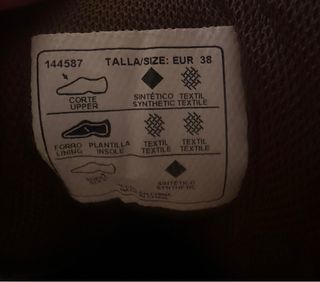 144587 TALLA/SIZE: EUR 38
CORTE SINTÉTICO TEXTIL
UPPER SYNTHETIC TEXTILE
FORRO PLANTILLA TEXTIL TEXTIL
LINING INSOLE TEXTILE TEXTILE
SINTÉTICO
SYNTHETIC